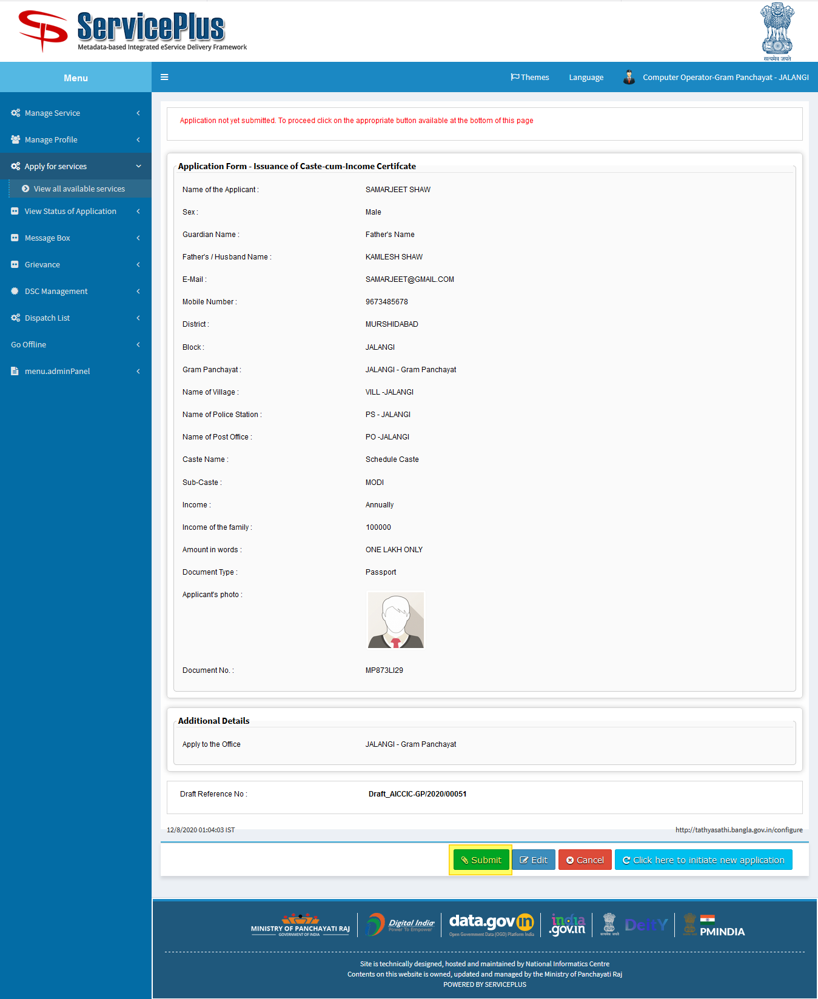 ServicePlus
Metadata-based Integrated eService Delivery Framework
सत्यमेव जयते
Menu
Themes Language Computer Operator-Gram Panchayat - JALANGI
Manage Service
Manage Profile
Apply for services
View all available services
View Status of Application
Message Box
Grievance
DSC Management
Dispatch List
Go Offline
menu.adminPanel
Application not yet submitted. To proceed click on the appropriate button available at the bottom of this page
Application Form - Issuance of Caste-cum-Income Certifcate
Name of the Applicant : SAMARJEET SHAW
Sex : Male
Guardian Name : Father's Name
Father's / Husband Name : KAMLESH SHAW
E-Mail : SAMARJEET@GMAIL.COM
Mobile Number : 9673485678
District : MURSHIDABAD
Block : JALANGI
Gram Panchayat : JALANGI - Gram Panchayat
Name of Village : VILL -JALANGI
Name of Police Station : PS - JALANGI
Name of Post Office : PO -JALANGI
Caste Name : Schedule Caste
Sub-Caste : MODI
Income : Annually
Income of the family : 100000
Amount in words : ONE LAKH ONLY
Document Type : Passport
Applicant's photo :
Document No. : MP873LI29
Additional Details
Apply to the Office JALANGI - Gram Panchayat
Draft Reference No : Draft_AICCIC-GP/2020/00051
12/8/2020 01:04:03 IST http://tathyasathi.bangla.gov.in/configure
Submit Edit Cancel Click here to initiate new application
MINISTRY OF PANCHAYATI RAJ
GOVERNMENT OF INDIA
Digital India
Power To Empower
data.gov in
Open Government Data (OGD) Platform India
india
.gov.in
सत्यमेव जयते
DeitY
PMINDIA
Site is technically designed, hosted and maintained by National Informatics Centre
Contents on this website is owned, updated and managed by the Ministry of Panchayati Raj
POWERED BY SERVICEPLUS